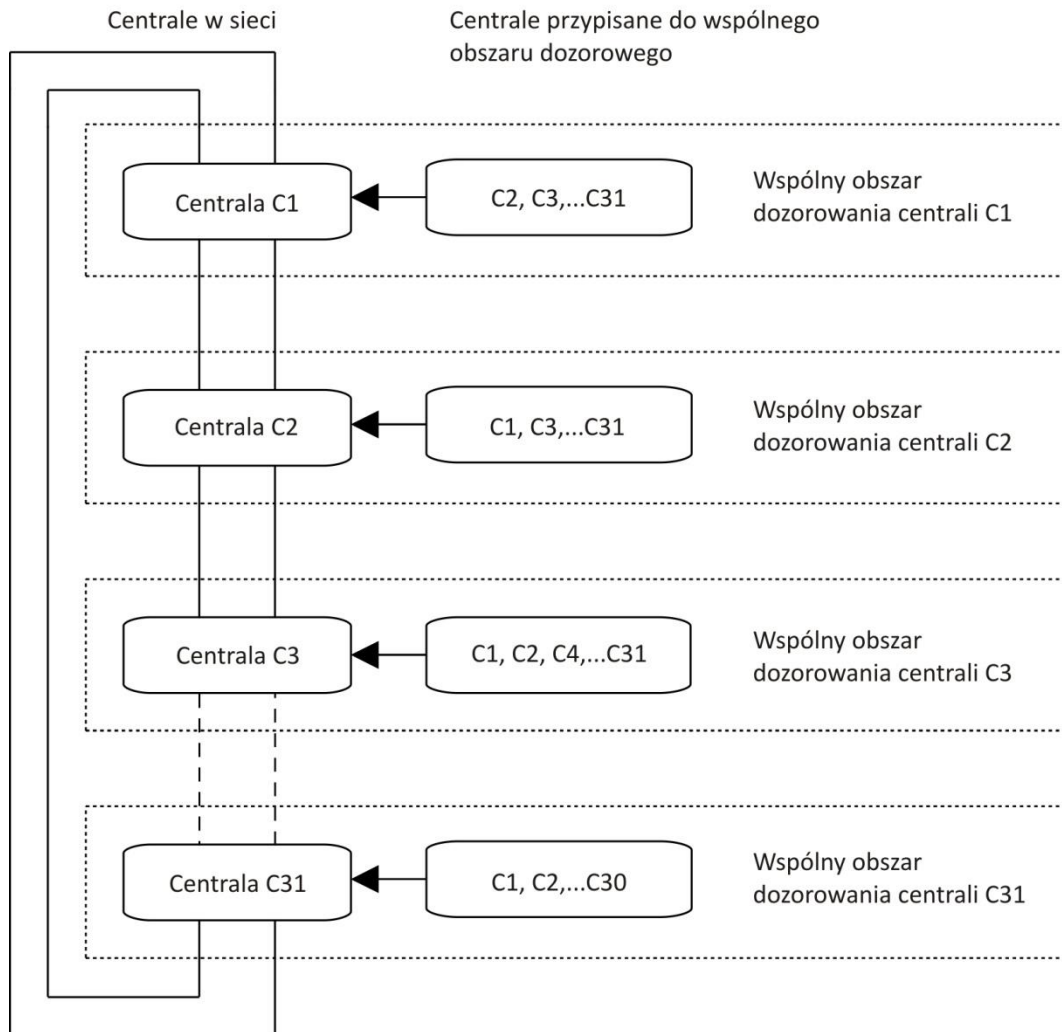 Centrale w sieci
Centrale przypisane do wspólnego
obszaru dozorowego
Centrala C1
C2, C3,...C31
Wspólny obszar
dozorowania centrali C1
Centrala C2
C1, C3,...C31
Wspólny obszar
dozorowania centrali C2
Centrala C3
C1, C2, C4,...C31
Wspólny obszar
dozorowania centrali C3
Centrala C31
C1, C2,...C30
Wspólny obszar
dozorowania centrali C31